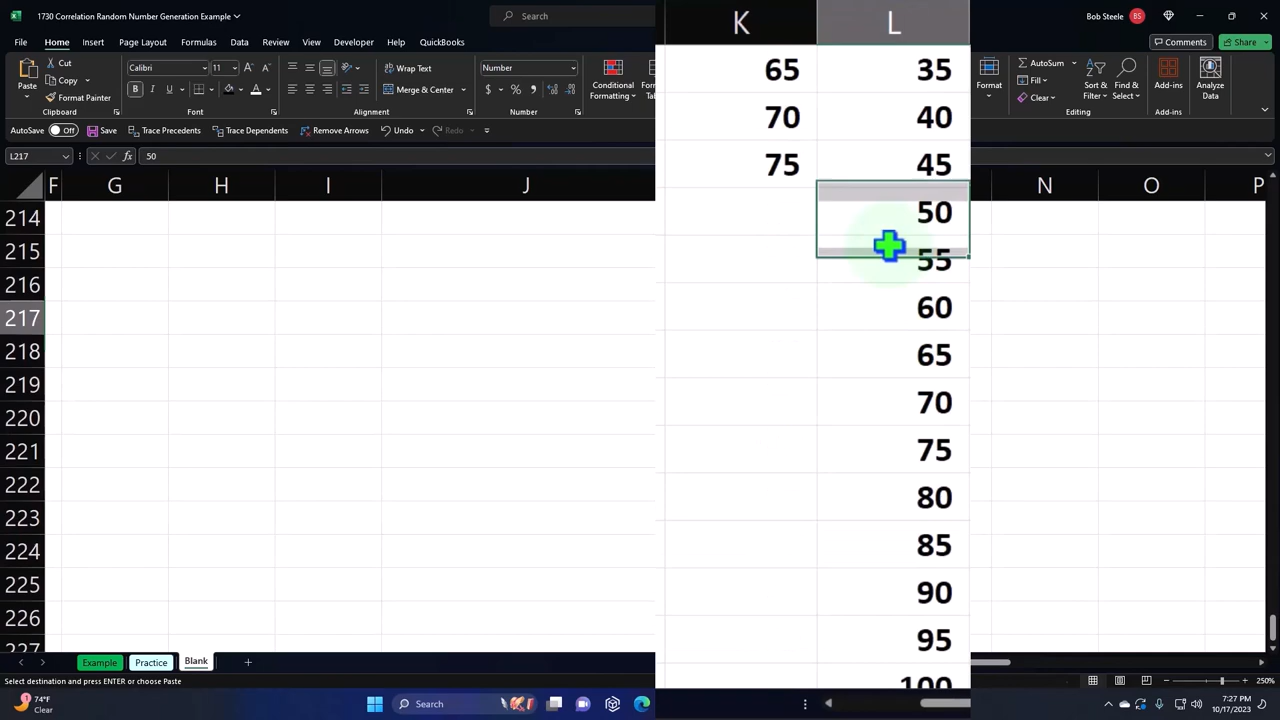 1730 Correlation Random Number Generation Example
Search
Bob Steele BS
File Home Insert Page Layout Formulas Data Review View Developer Help QuickBooks
Comments Share
Paste
Cut
Copy
Format Painter
Clipboard
Calibri 11
B I U
Font
Wrap Text
Merge & Center
Alignment
Number
$ % ,
Number
Conditional
Formatting
Format
AutoSum
Fill
Clear
Sort &
Filter
Find &
Select
Editing
Add-ins
Add-ins
Analyze
Data
AutoSave Off Save Trace Precedents Remove Arrows Undo Redo
L217 fx 50
F G H I J K L N O P
214
215
216
217
218
219
220
221
222
223
224
225
226
227
65 35
70 40
75 45
50
55
60
65
70
75
80
85
90
95
100
Example Practice Blank +
Select destination and press ENTER or choose Paste
250%
74°F
Clear
Search
7:27 PM
10/17/2023